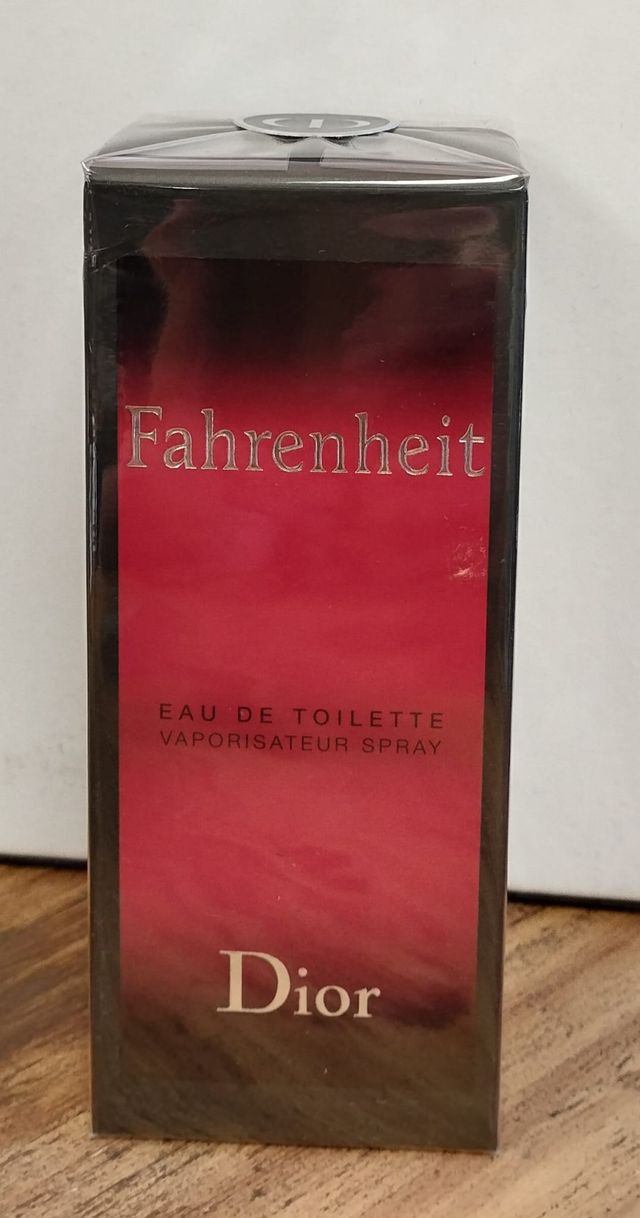 Fahrenheit
EAU DE TOILETTE
VAPORISATEUR SPRAY
Dior